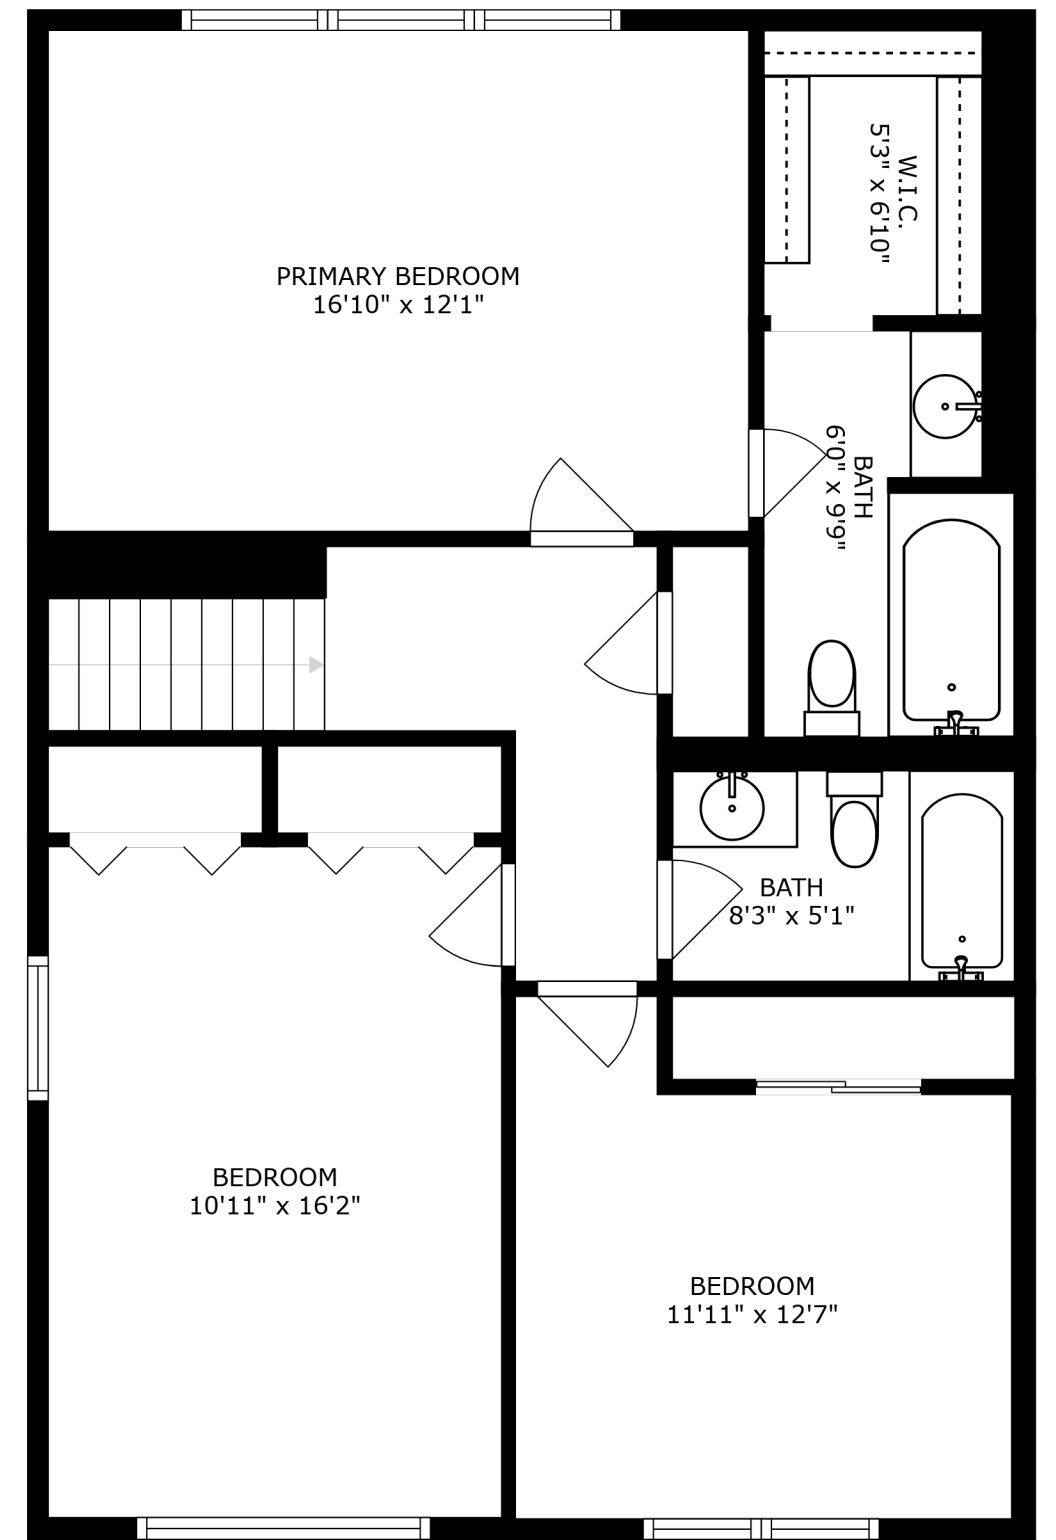 W.I.C.
5'3" x 6'10"
PRIMARY BEDROOM
16'10" x 12'1"
BATH
6'0" x 9'9"
BATH
8'3" x 5'1"
BEDROOM
10'11" x 16'2"
BEDROOM
11'11" x 12'7"